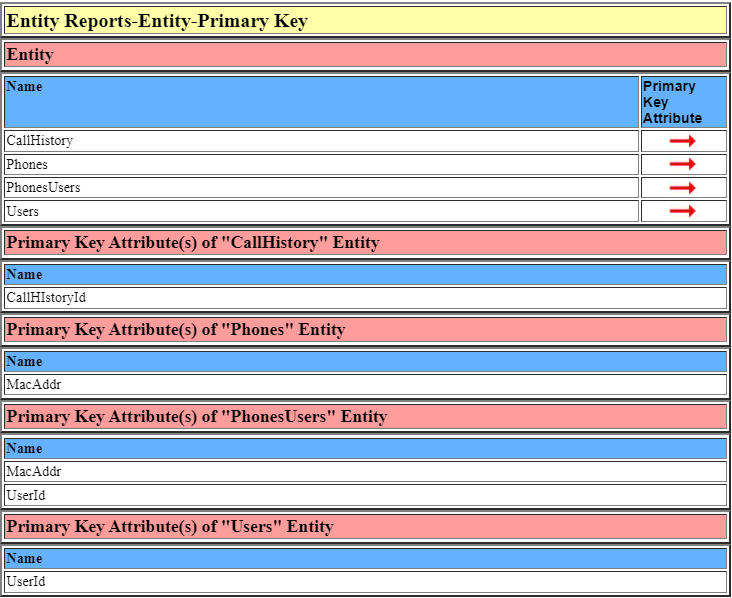 Entity Reports-Entity-Primary Key
Entity
Name
Primary
Key
Attribute
CallHistory
Phones
PhonesUsers
Users
Primary Key Attribute(s) of "CallHistory" Entity
Name
CallHIstoryId
Primary Key Attribute(s) of "Phones" Entity
Name
MacAddr
Primary Key Attribute(s) of "PhonesUsers" Entity
Name
MacAddr
UserId
Primary Key Attribute(s) of "Users" Entity
Name
UserId